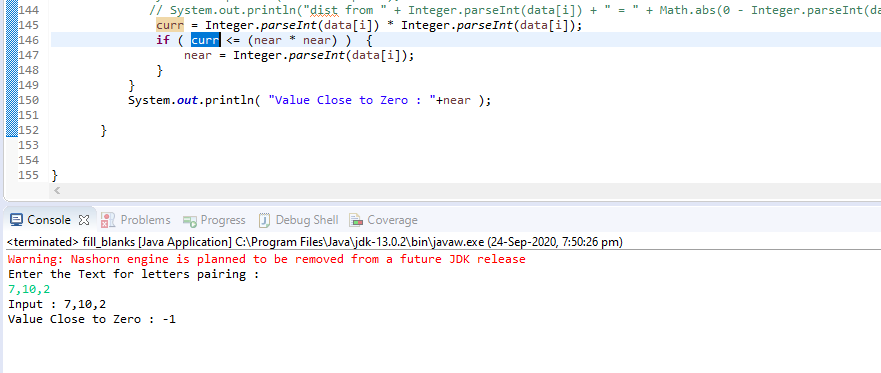 144 // System.out.println("dist from " + Integer.parseInt(data[i]) + " = " + Math.abs(0 - Integer.parseInt(da
145 curr = Integer.parseInt(data[i]) * Integer.parseInt(data[i]);
146 if ( curr <= (near * near) ) {
147 near = Integer.parseInt(data[i]);
148 }
149 }
150 System.out.println( "Value Close to Zero : "+near );
151
152 }
153
154
155 }
Console Problems Progress Debug Shell Coverage
<terminated> fill_blanks [Java Application] C:\Program Files\Java\jdk-13.0.2\bin\javaw.exe (24-Sep-2020, 7:50:26 pm)
Warning: Nashorn engine is planned to be removed from a future JDK release
Enter the Text for letters pairing :
7,10,2
Input : 7,10,2
Value Close to Zero : -1